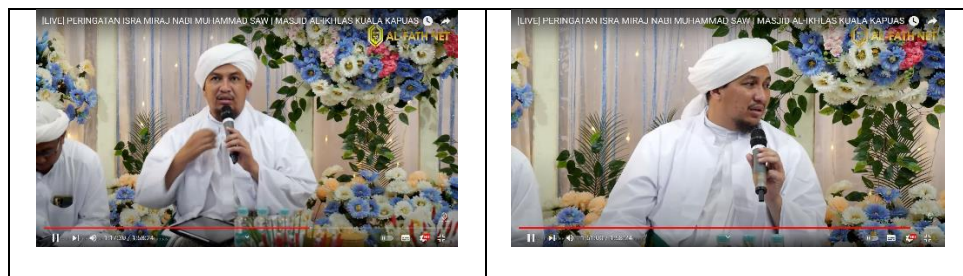 [LIVE] PERINGATAN ISRA MIRAJ NABI MUHAMMAD SAW | MASJID AL-IKHLAS KUALA KAPUAS
AL-FATH NET
[LIVE] PERINGATAN ISRA MIRAJ NABI MUHAMMAD SAW | MASJID AL-IKHLAS KUALA KAPUAS
AL-FATH NET